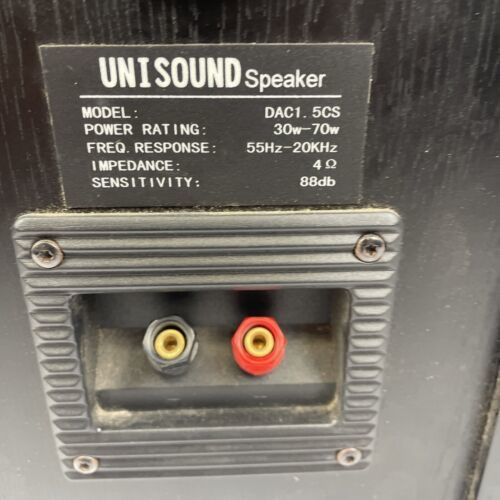 UNISOUND Speaker
MODEL: DAC1.5CS
POWER RATING: 30w-70w
FREQ.RESPONSE: 55Hz-20KHz
IMPEDANCE: 4Ω
SENSITIVITY: 88db